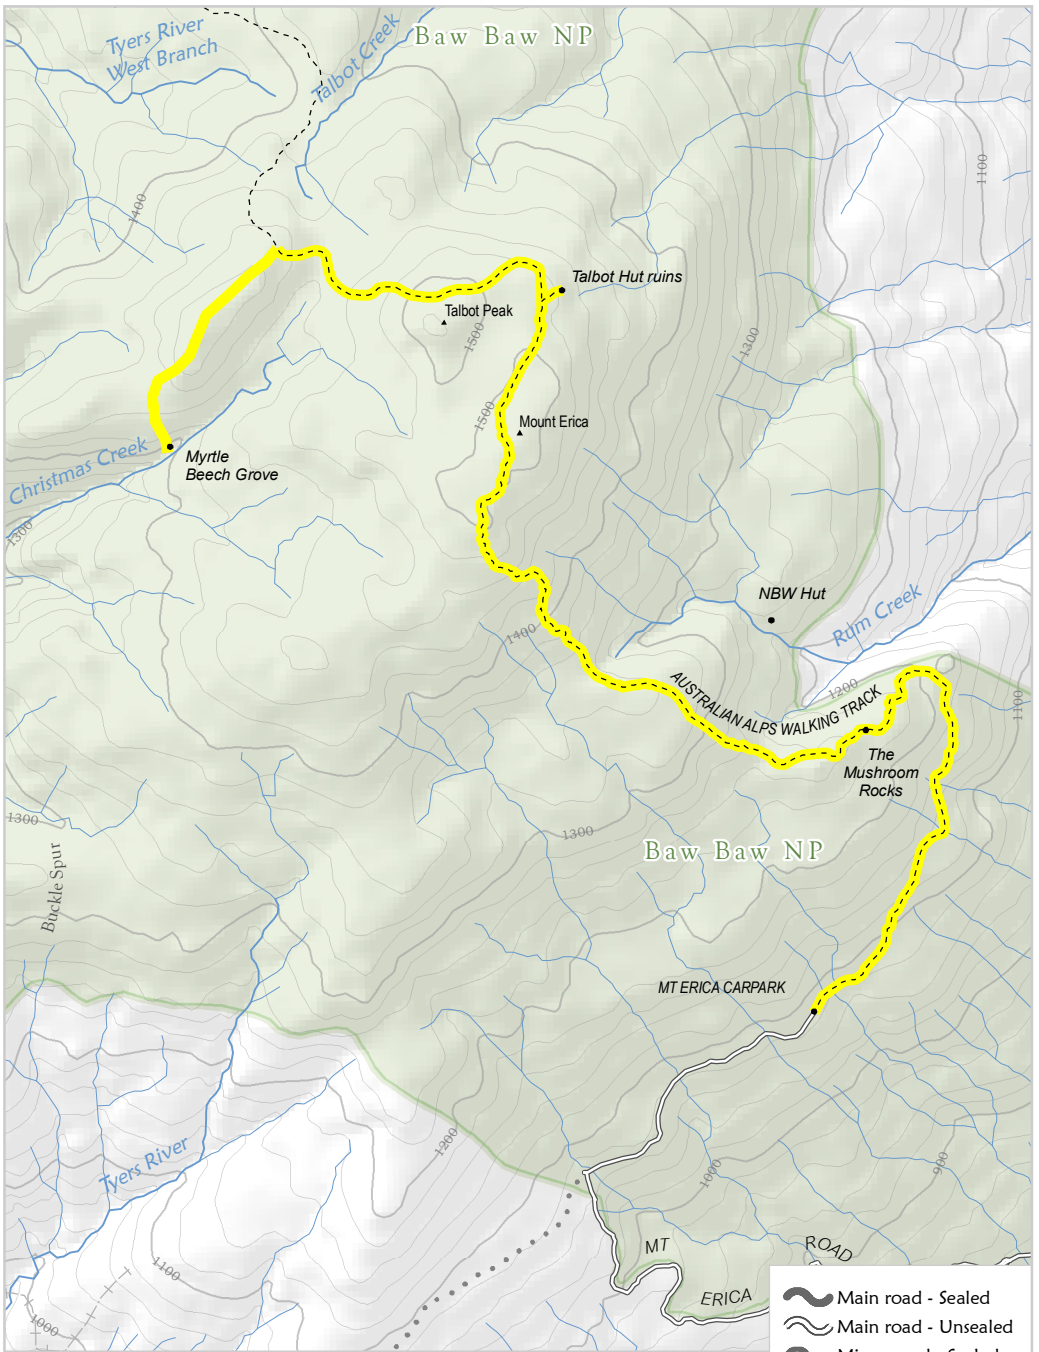 Tyers River
West Branch
Talbot Creek
Baw Baw NP
1100
1400
Talbot Hut ruins
Talbot Peak
1500
1300
1500
Mount Erica
Christmas Creek
Myrtle
Beech Grove
1300
NBW Hut
Rum Creek
1400
AUSTRALIAN ALPS WALKING TRACK
1200
1100
The
Mushroom
Rocks
1300
1300
Baw Baw NP
Buckle Spur
MT ERICA CARPARK
1200
Tyers River
1000
900
MT
ROAD
ERICA
1100
1000
Main road - Sealed
Main road - Unsealed